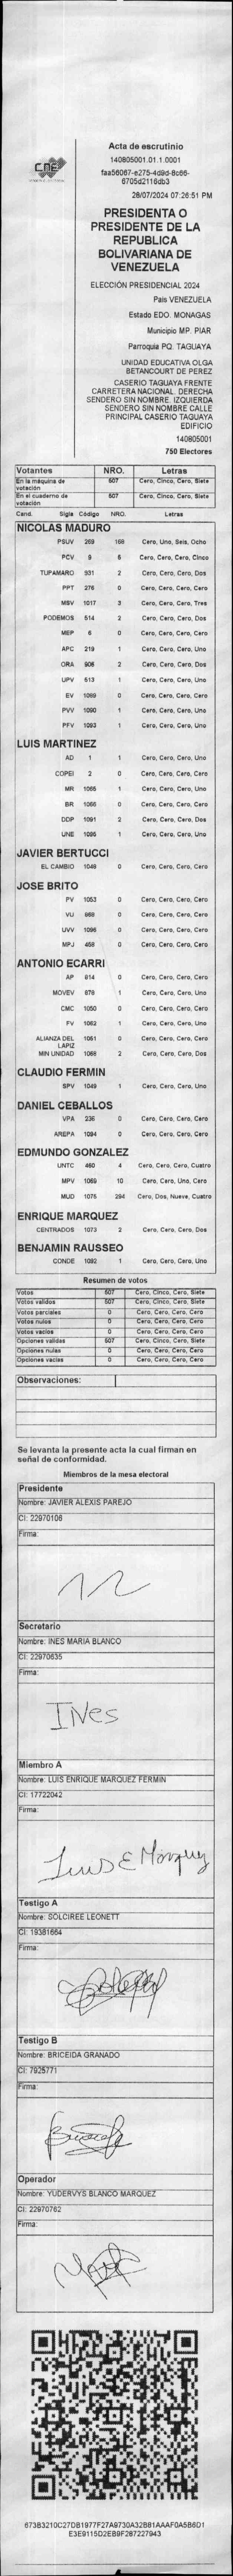 CNE
Acta de escrutinio
140805001.01.1.0001
faa56067-e275-4d9d-8c66-
6705d2116db3
28/07/2024 07:26:51 PM
PRESIDENTA O
PRESIDENTE DE LA
REPUBLICA
BOLIVARIANA DE
VENEZUELA
ELECCIÓN PRESIDENCIAL 2024
Pais VENEZUELA
Estado EDO. MONAGAS
Municipio MP. PIAR
Parroquia PQ. TAGUAYA
UNIDAD EDUCATIVA OLGA
BETANCOURT DE PEREZ
CASERIO TAGUAYA FRENTE
CARRETERA NACIONAL. DERECHA
SENDERO SIN NOMBRE. IZQUIERDA
SENDERO SIN NOMBRE CALLE
PRINCIPAL CASERIO TAGUAYA
EDIFICIO
140805001
750 Electores
Votantes NRO. Letras
En la máquina de votación 507 Cero, Cinco, Cero, Siete
En el cuaderno de votación 507 Cero, Cinco, Cero, Siete
Cand. Sigla Código NRO. Letras
NICOLAS MADURO
PSUV 269 168 Cero, Uno, Seis, Ocho
PCV 9 5 Cero, Cero, Cero, Cinco
TUPAMARO 931 2 Cero, Cero, Cero, Dos
PPT 276 0 Cero, Cero, Cero, Cero
MSV 1017 3 Cero, Cero, Cero, Tres
PODEMOS 514 2 Cero, Cero, Cero, Dos
MEP 6 0 Cero, Cero, Cero, Cero
APC 219 1 Cero, Cero, Cero, Uno
ORA 908 2 Cero, Cero, Cero, Dos
UPV 513 1 Cero, Cero, Cero, Uno
EV 1089 0 Cero, Cero, Cero, Cero
PVV 1090 1 Cero, Cero, Cero, Uno
PFV 1093 1 Cero, Cero, Cero, Uno
LUIS MARTINEZ
AD 1 1 Cero, Cero, Cero, Uno
COPEI 2 0 Cero, Cero, Cero, Cero
MR 1065 1 Cero, Cero, Cero, Uno
BR 1056 0 Cero, Cero, Cero, Cero
DDP 1091 2 Cero, Cero, Cero, Dos
UNE 1095 1 Cero, Cero, Cero, Uno
JAVIER BERTUCCI
EL CAMBIO 1048 0 Cero, Cero, Cero, Cero
JOSE BRITO
PV 1053 0 Cero, Cero, Cero, Cero
VU 0 Cero, Cero, Cero, Cero
UVV 1096 0 Cero, Cero, Cero, Cero
MPJ 458 0 Cero, Cero, Cero, Cero
ANTONIO ECARRI
AP 914 0 Cero, Cero, Cero, Cero
MOVEV 878 1 Cero, Cero, Cero, Uno
CMC 1050 0 Cero, Cero, Cero, Cero
FV 1062 1 Cero, Cero, Cero, Uno
ALIANZA DEL LAPIZ 1051 0 Cero, Cero, Cero, Cero
MIN UNIDAD 1068 2 Cero, Cero, Cero, Dos
CLAUDIO FERMIN
SPV 1049 1 Cero, Cero, Cero, Uno
DANIEL CEBALLOS
VPA 236 0 Cero, Cero, Cero, Cero
AREPA 1094 0 Cero, Cero, Cero, Cero
EDMUNDO GONZALEZ
UNTC 460 4 Cero, Cero, Cero, Cuatro
MPV 1069 10 Cero, Cero, Uno, Cero
MUD 1075 294 Cero, Dos, Nueve, Cuatro
ENRIQUE MARQUEZ
CENTRADOS 1073 2 Cero, Cero, Cero, Dos
BENJAMIN RAUSSEO
CONDE 1092 1 Cero, Cero, Cero, Uno
Resumen de votos
Votos 507 Cero, Cinco, Cero, Siete
Votos validos 507 Cero, Cinco, Cero, Siete
Votos parciales 0 Cero, Cero, Cero, Cero
Votos nulos 0 Cero, Cero, Cero, Cero
Votos vacios 0 Cero, Cero, Cero, Cero
Opciones validas 507 Cero, Cinco, Cero, Siete
Opciones nulas 0 Cero, Cero, Cero, Cero
Opciones vacias 0 Cero, Cero, Cero, Cero
Observaciones:
Se levanta la presente acta la cual firman en
señal de conformidad.
Miembros de la mesa electoral
Presidente
Nombre: JAVIER ALEXIS PAREJO
CI: 22970106
Firma:
Secretario
Nombre: INES MARIA BLANCO
CI: 22970635
Firma:
INes
Miembro A
Nombre: LUIS ENRIQUE MARQUEZ FERMIN
CI: 17722042
Firma:
Luis E Marquez
Testigo A
Nombre: SOLCIREE LEONETT
CI: 19381664
Firma:
Testigo B
Nombre: BRICEIDA GRANADO
CI: 7925771
Firma:
Operador
Nombre: YUDERVYS BLANCO MARQUEZ
CI: 22970762
Firma:
673B3210C27DB1977F27A9730A32B81AAAF0A5B6D1
E3E9115D2EB9F287227943